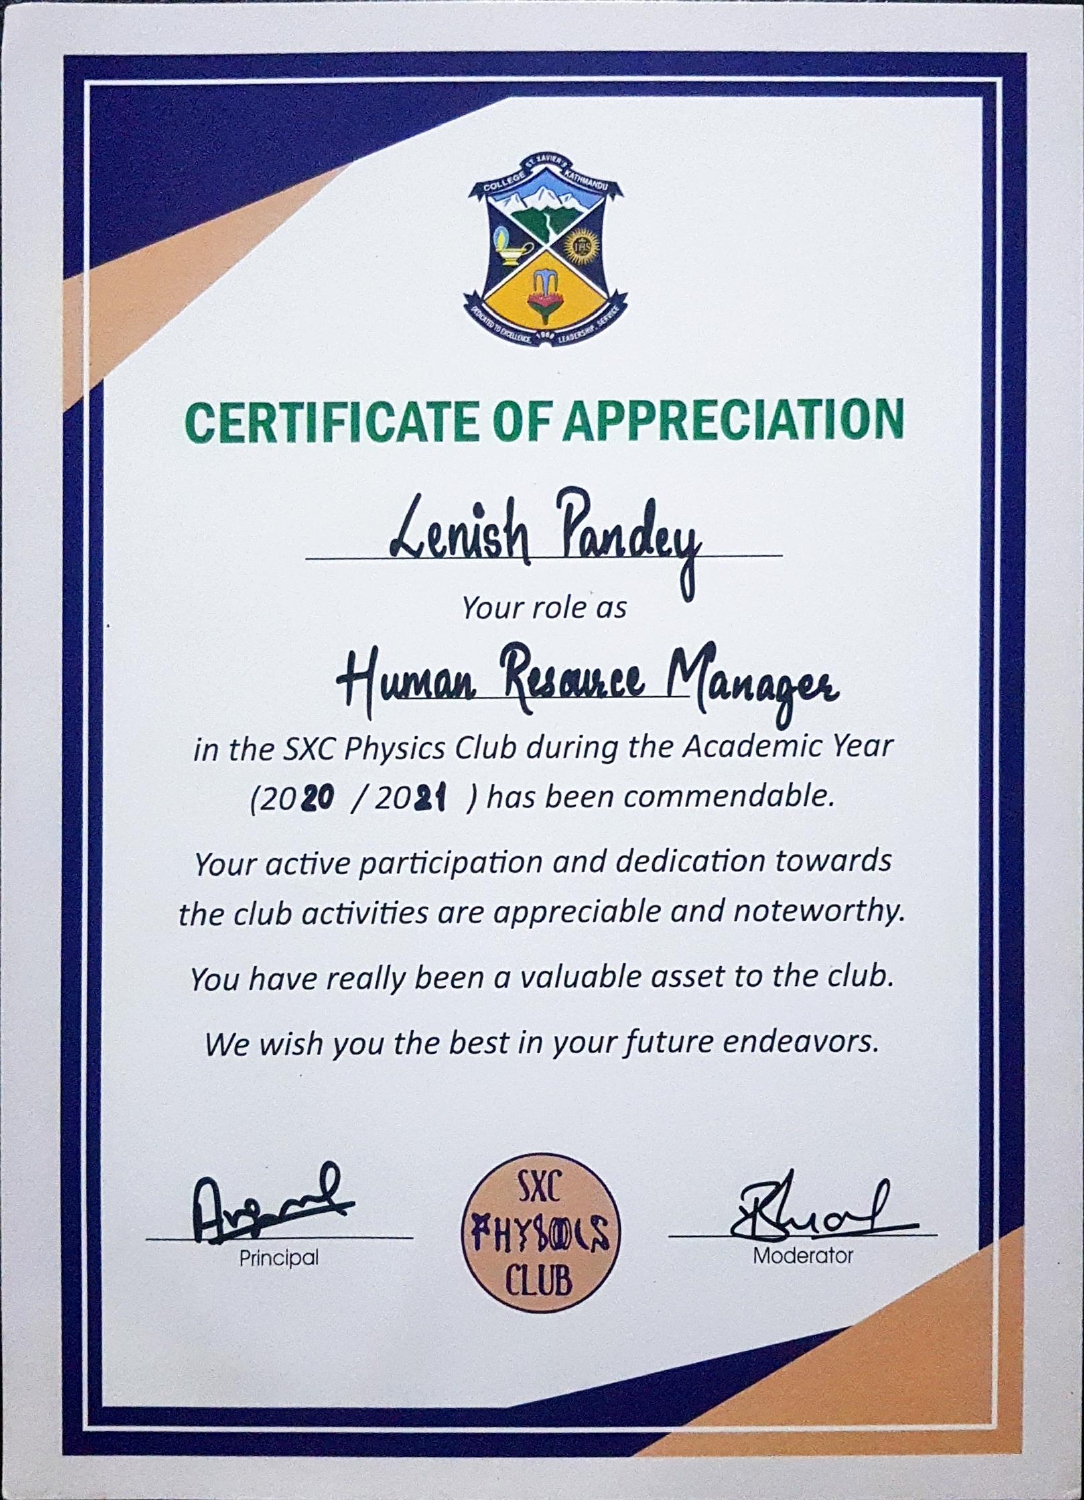 ST. XAVIER'S
COLLEGE KATHMANDU
IHS
DEDICATED TO EXCELLENCE, 1988 LEADERSHIP, SERVICE
CERTIFICATE OF APPRECIATION
Lenish Pandey
Your role as
Human Resource Manager
in the SXC Physics Club during the Academic Year
(2020 / 2021 ) has been commendable.
Your active participation and dedication towards
the club activities are appreciable and noteworthy.
You have really been a valuable asset to the club.
We wish you the best in your future endeavors.
Principal
SXC
PHYSICS
CLUB
Moderator